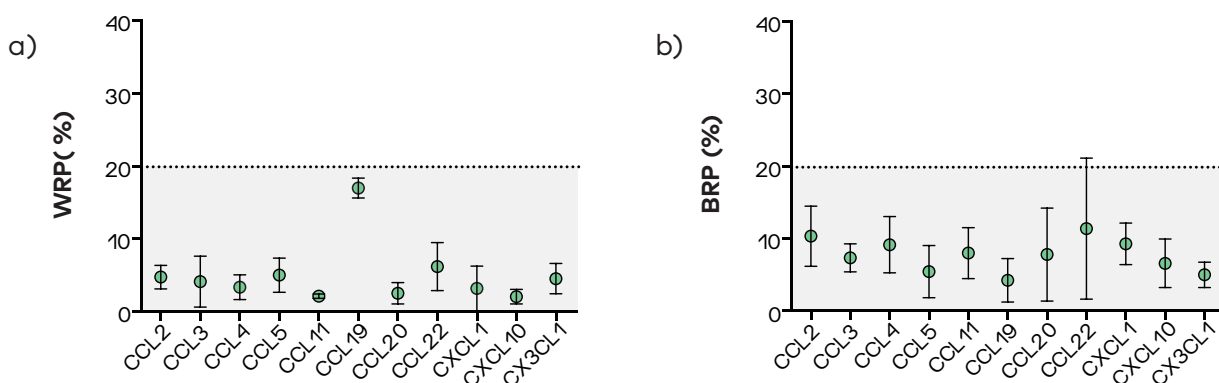 a)
WRP( %)
40
30
20
10
0
CCL2
CCL3
CCL4
CCL5
CCL11
CCL19
CCL20
CCL22
CXCL1
CXCL10
CX3CL1
b)
BRP (%)
40
30
20
10
0
CCL2
CCL3
CCL4
CCL5
CCL11
CCL19
CCL20
CCL22
CXCL1
CXCL10
CX3CL1